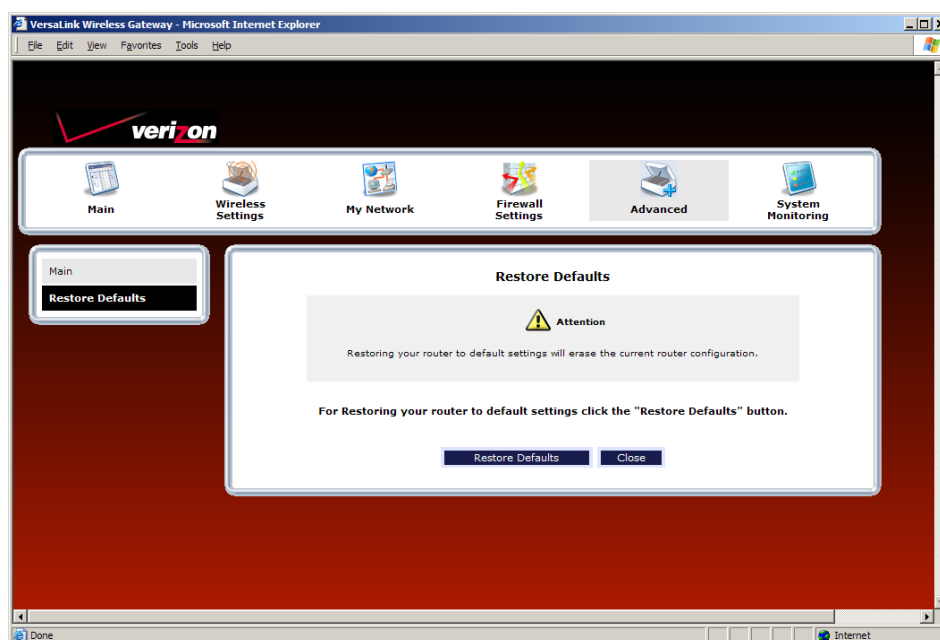 VersaLink Wireless Gateway - Microsoft Internet Explorer
File Edit View Favorites Tools Help
verizon
Main
Wireless Settings
My Network
Firewall Settings
Advanced
System Monitoring
Main
Restore Defaults
Restore Defaults
Attention
Restoring your router to default settings will erase the current router configuration.
For Restoring your router to default settings click the "Restore Defaults" button.
Restore Defaults Close
Done Internet